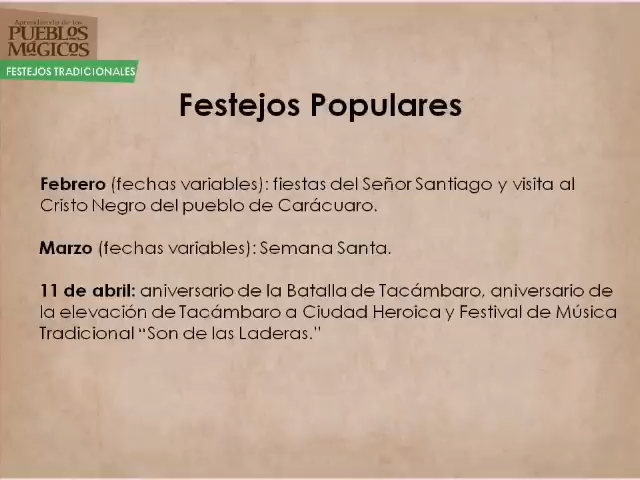 Aprendiendo de los
PUEBLOS
MÁGICOS
FESTEJOS TRADICIONALES
Festejos Populares
Febrero (fechas variables): fiestas del Señor Santiago y visita al
Cristo Negro del pueblo de Carácuaro.
Marzo (fechas variables): Semana Santa.
11 de abril: aniversario de la Batalla de Tacámbaro, aniversario de
la elevación de Tacámbaro a Ciudad Heroica y Festival de Música
Tradicional “Son de las Laderas.”